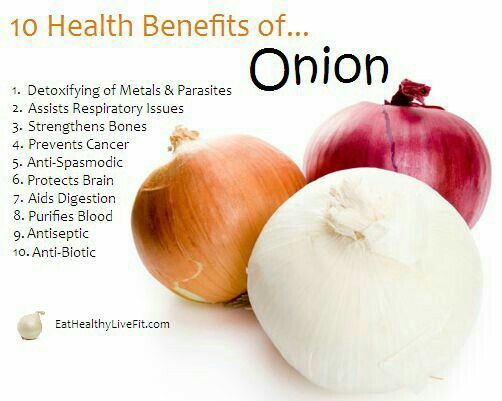 10 Health Benefits of...
Onion
1. Detoxifying of Metals & Parasites
2. Assists Respiratory Issues
3. Strengthens Bones
4. Prevents Cancer
5. Anti-Spasmodic
6. Protects Brain
7. Aids Digestion
8. Purifies Blood
9. Antiseptic
10. Anti-Biotic
EatHealthyLiveFit.com